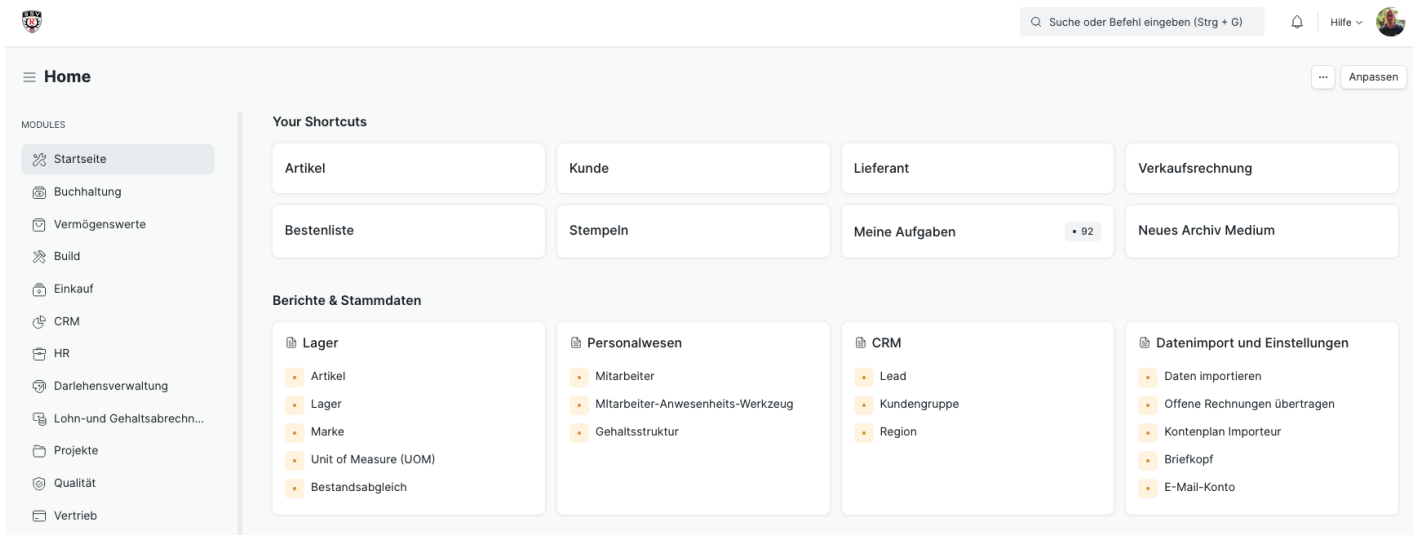 SSV
R
Suche oder Befehl eingeben (Strg + G)
Hilfe
Home
...
Anpassen
MODULES
Startseite
Buchhaltung
Vermögenswerte
Build
Einkauf
CRM
HR
Darlehensverwaltung
Lohn-und Gehaltsabrechn...
Projekte
Qualität
Vertrieb
Your Shortcuts
Artikel
Kunde
Lieferant
Verkaufsrechnung
Bestenliste
Stempeln
Meine Aufgaben
• 92
Neues Archiv Medium
Berichte & Stammdaten
Lager
Artikel
Lager
Marke
Unit of Measure (UOM)
Bestandsabgleich
Personalwesen
Mitarbeiter
MItarbeiter-Anwesenheits-Werkzeug
Gehaltsstruktur
CRM
Lead
Kundengruppe
Region
Datenimport und Einstellungen
Daten importieren
Offene Rechnungen übertragen
Kontenplan Importeur
Briefkopf
E-Mail-Konto